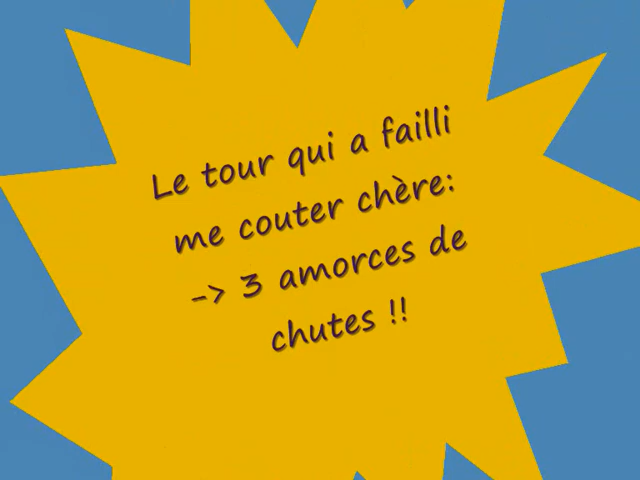 Le tour qui a failli
me couter chère:
-> 3 amorces de
chutes !!